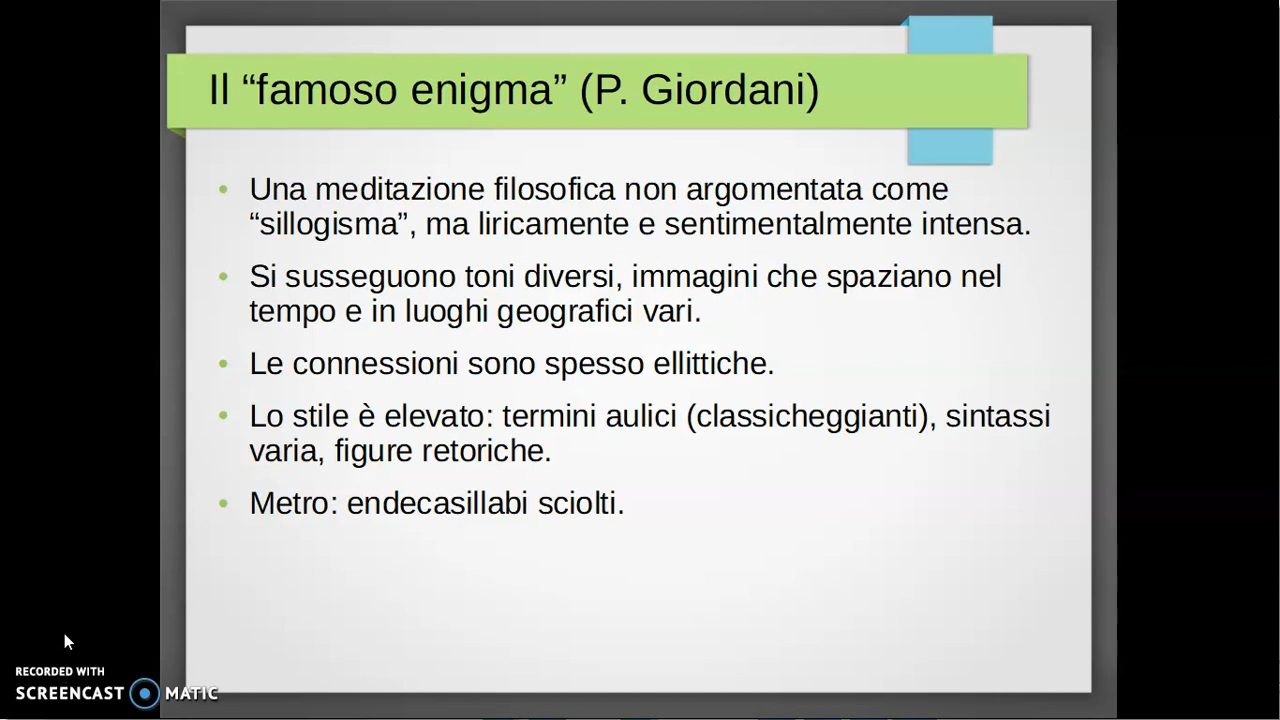 Il “famoso enigma” (P. Giordani)
Una meditazione filosofica non argomentata come
“sillogisma”, ma liricamente e sentimentalmente intensa.
Si susseguono toni diversi, immagini che spaziano nel
tempo e in luoghi geografici vari.
Le connessioni sono spesso ellittiche.
Lo stile è elevato: termini aulici (classicheggianti), sintassi
varia, figure retoriche.
Metro: endecasillabi sciolti.
RECORDED WITH
SCREENCAST MATIC